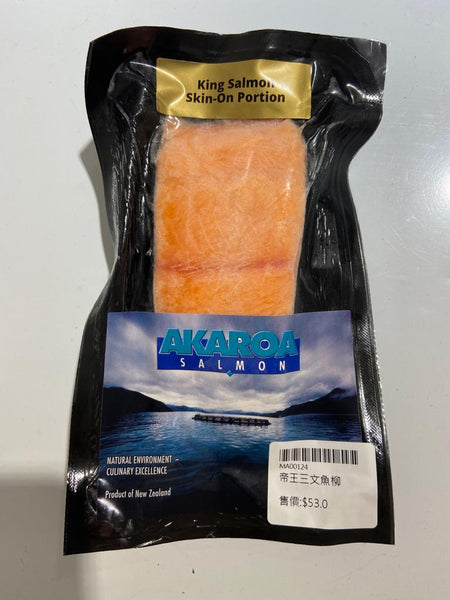 King Salmon
Skin-On Portion
AKAROA
SALMON
NATURAL ENVIRONMENT –
CULINARY EXCELLENCE
Product of New Zealand
MA00124
帝王三文魚柳
售價:$53.0